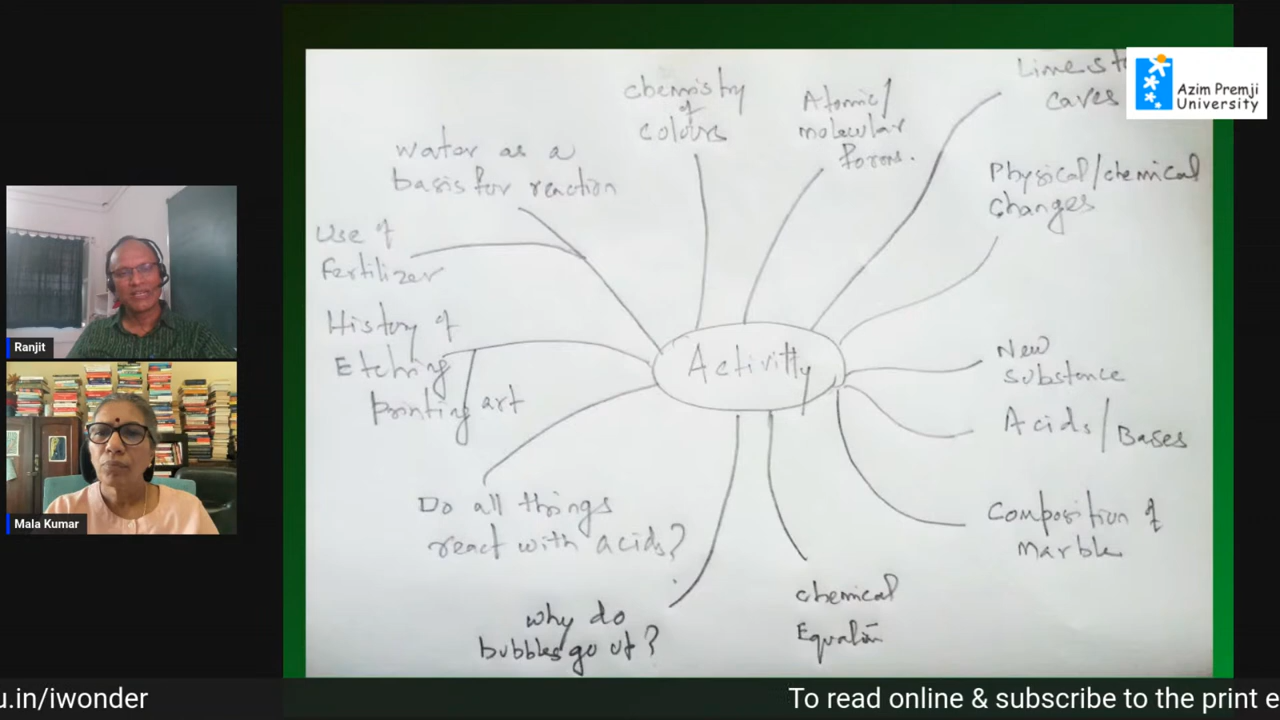 Limest
caves
Azim Premji
University
chemistry
of
colours
Atomic/
molecular
forms.
water as a
basis for reaction
Physical/chemical
changes
Use of
Fertilizer
History of
Etching
printing art
Activity
New
substance
Acids/Bases
Composition of
marble
Do all things
react with acids?
why do
bubbles go up?
chemical
Equation
Ranjit
Mala Kumar
u.in/iwonder
To read online & subscribe to the print e